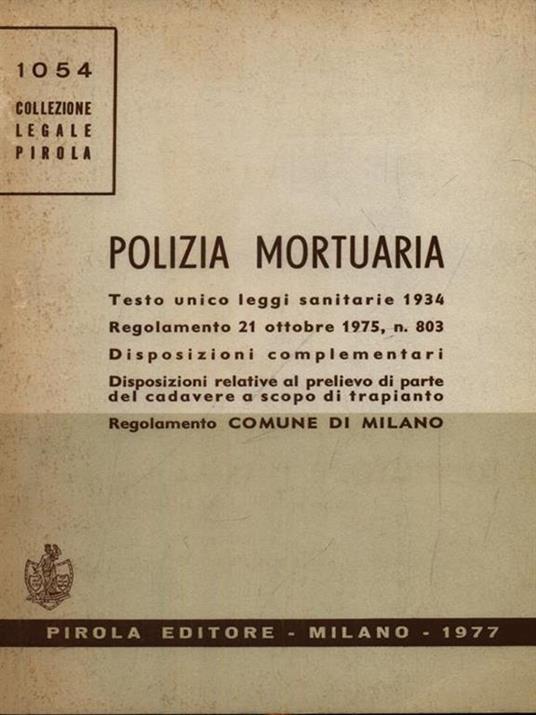 1054
COLLEZIONE
LEGALE
PIROLA
POLIZIA MORTUARIA
Testo unico leggi sanitarie 1934
Regolamento 21 ottobre 1975, n. 803
Disposizioni complementari
Disposizioni relative al prelievo di parte
del cadavere a scopo di trapianto
Regolamento COMUNE DI MILANO
PIROLA EDITORE - MILANO - 1977